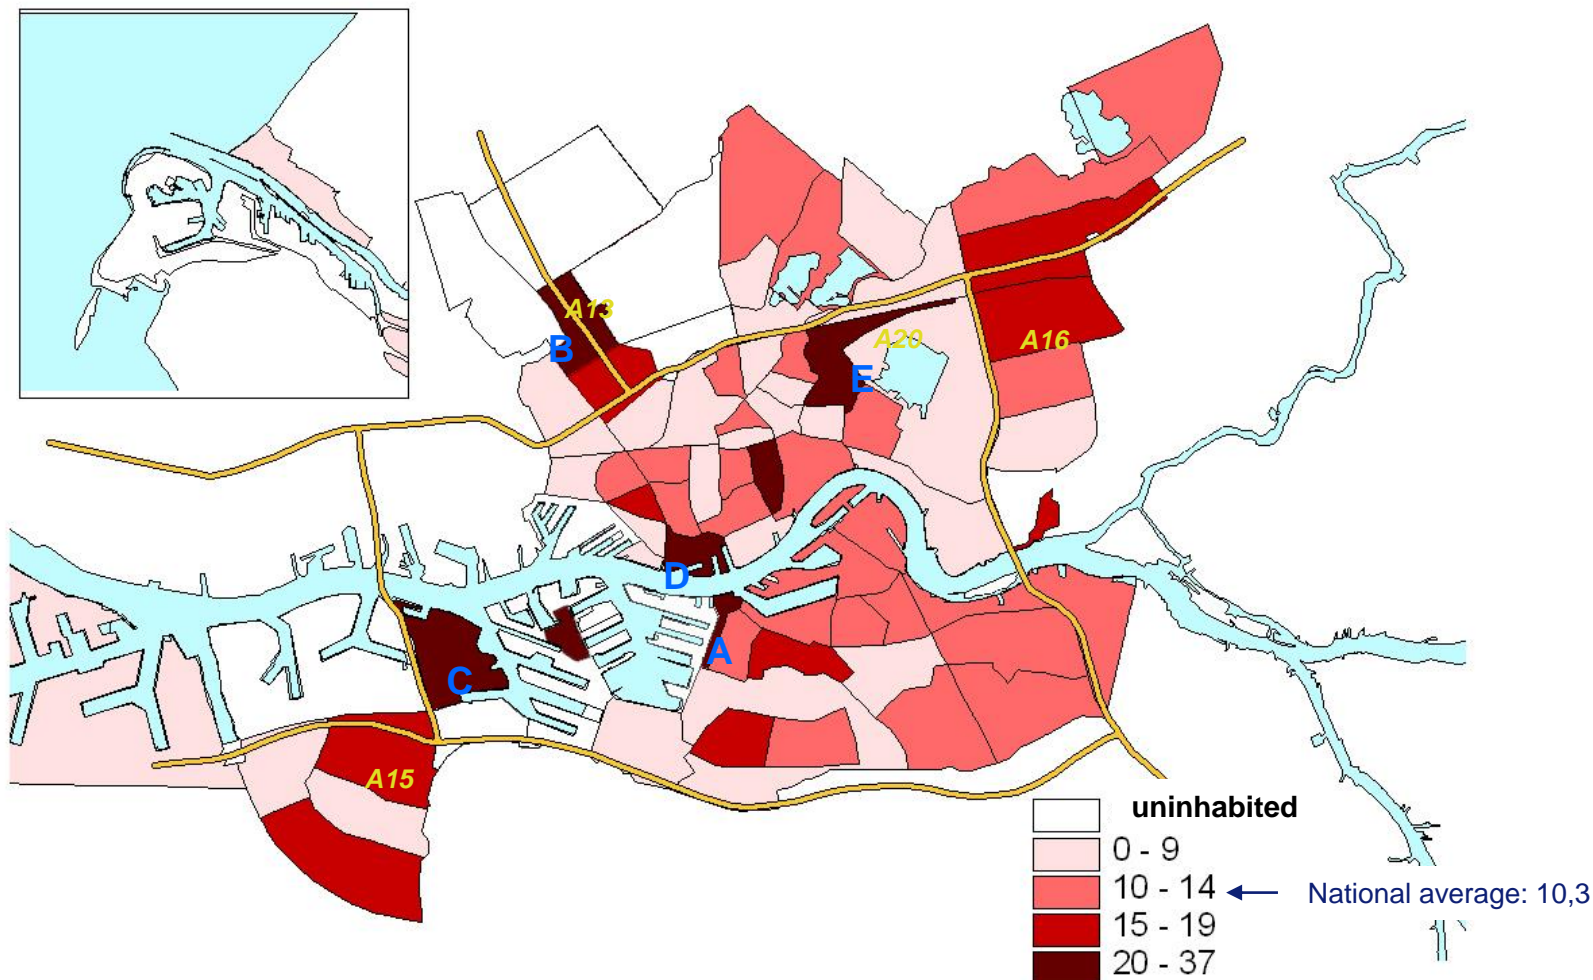 A13
B
A20
A16
E
D
A
C
A15
uninhabited
0 - 9
10 - 14
National average: 10,3
15 - 19
20 - 37